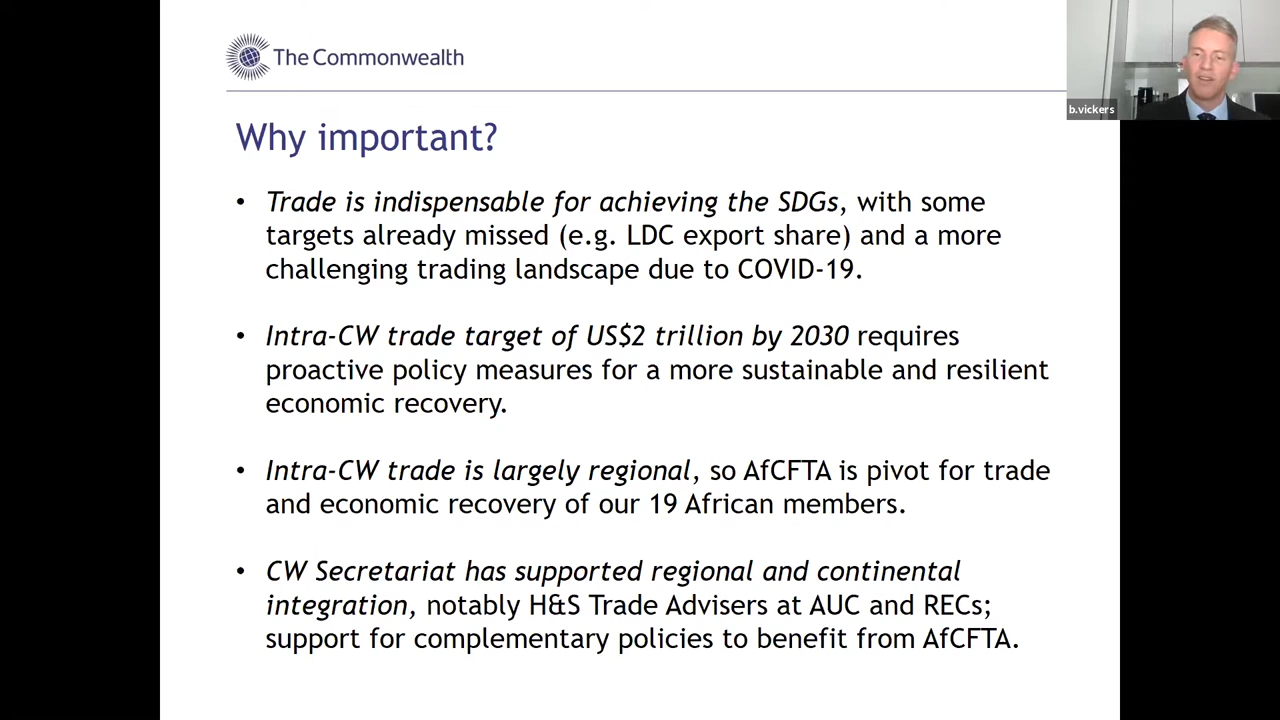 The Commonwealth
b.vickers
Why important?
• Trade is indispensable for achieving the SDGs, with some
targets already missed (e.g. LDC export share) and a more
challenging trading landscape due to COVID-19.
• Intra-CW trade target of US$2 trillion by 2030 requires
proactive policy measures for a more sustainable and resilient
economic recovery.
• Intra-CW trade is largely regional, so AfCFTA is pivot for trade
and economic recovery of our 19 African members.
• CW Secretariat has supported regional and continental
integration, notably H&S Trade Advisers at AUC and RECs;
support for complementary policies to benefit from AfCFTA.